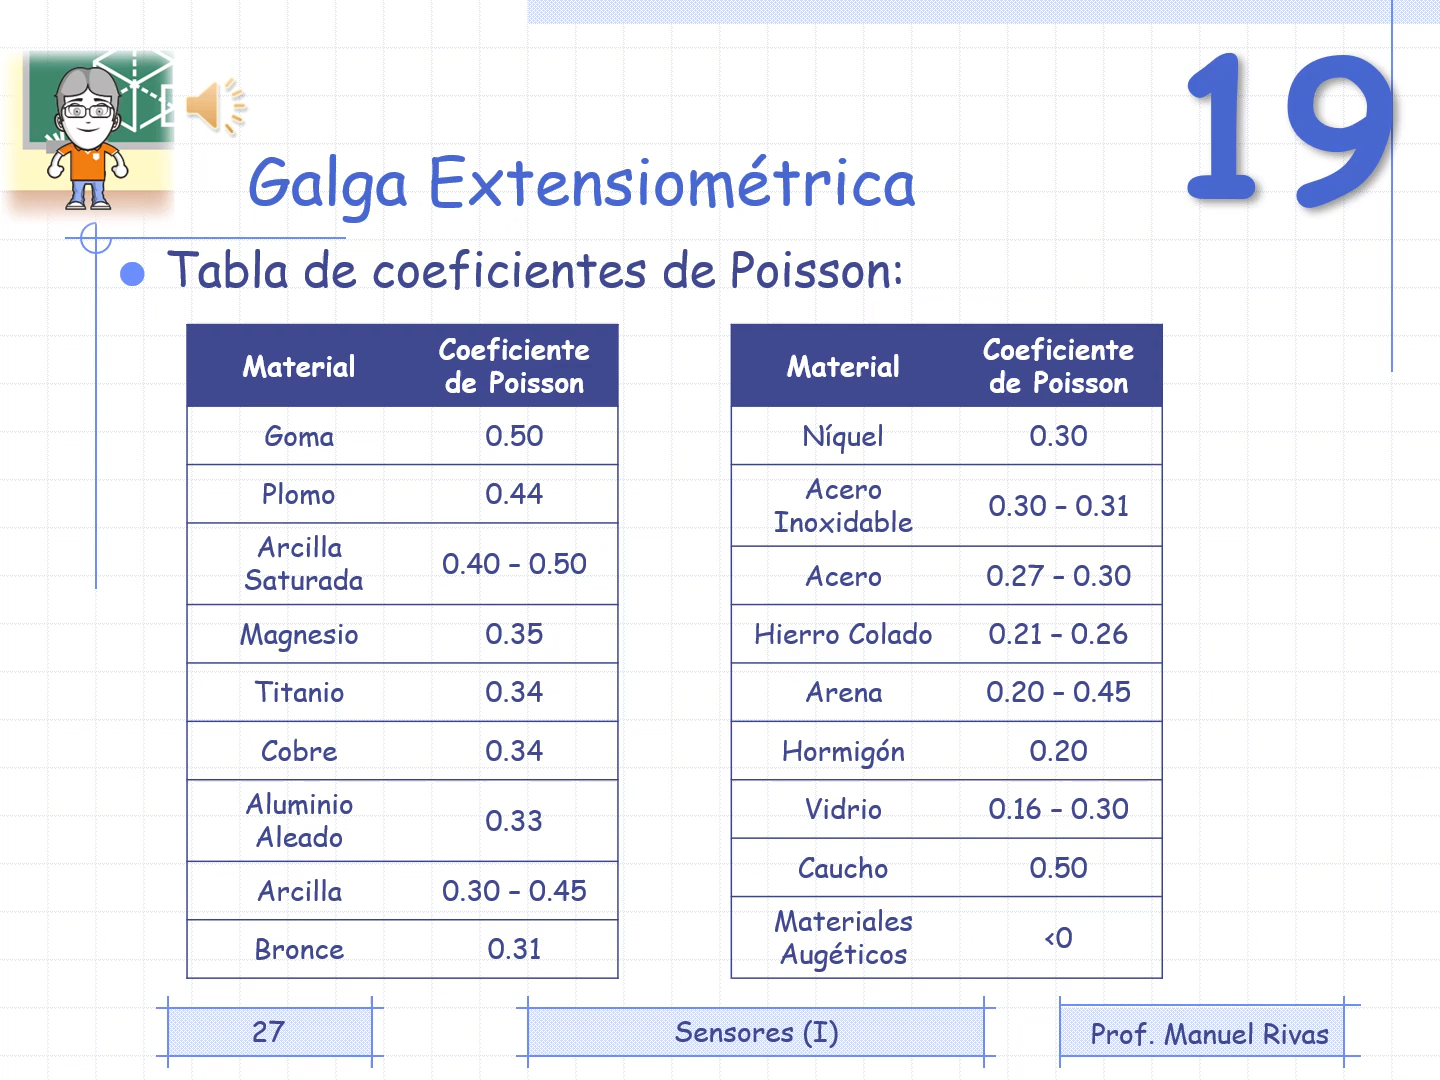 19
Galga Extensiométrica
Tabla de coeficientes de Poisson:
Material
Coeficiente
de Poisson
Goma
0.50
Plomo
0.44
Arcilla
Saturada
0.40 – 0.50
Magnesio
0.35
Titanio
0.34
Cobre
0.34
Aluminio
Aleado
0.33
Arcilla
0.30 – 0.45
Bronce
0.31
Material
Coeficiente
de Poisson
Níquel
0.30
Acero
Inoxidable
0.30 – 0.31
Acero
0.27 – 0.30
Hierro Colado
0.21 – 0.26
Arena
0.20 – 0.45
Hormigón
0.20
Vidrio
0.16 – 0.30
Caucho
0.50
Materiales
Augéticos
<0
27
Sensores (I)
Prof. Manuel Rivas